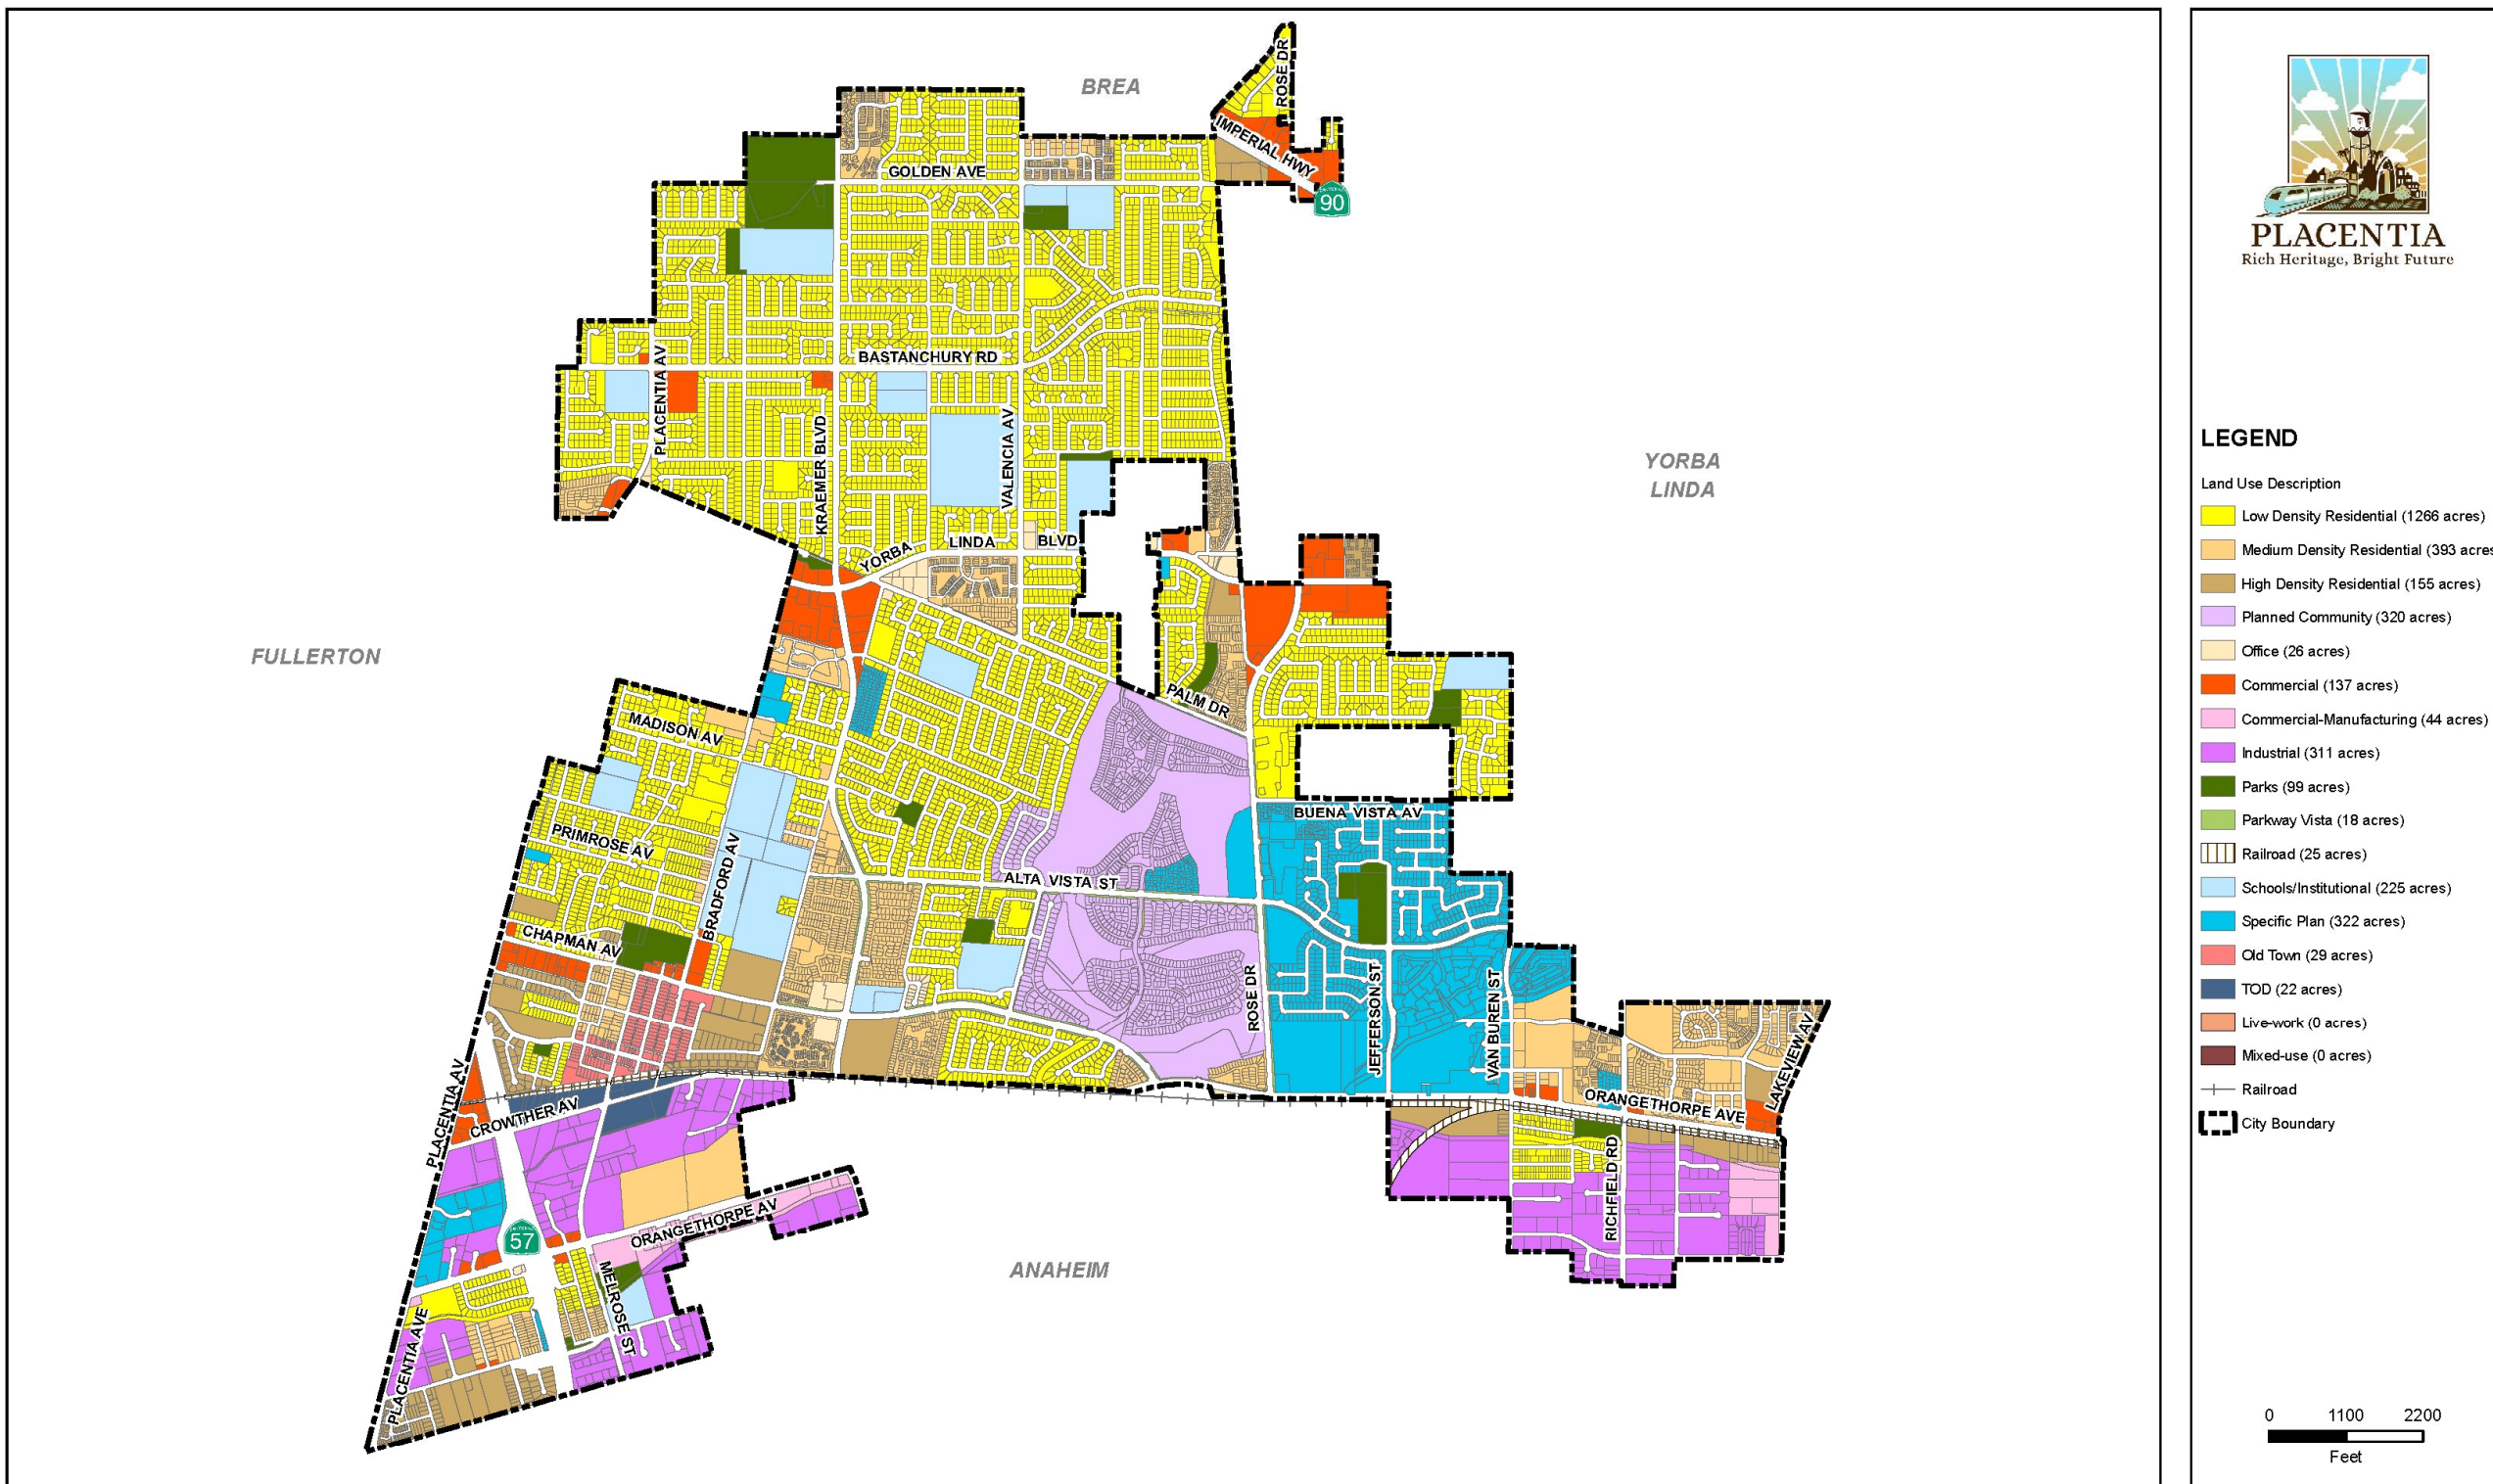 BREA
ROSE DR
IMPERIAL HWY
90
GOLDEN AVE
BASTANCHURY RD
PLACENTIA AV
KRAEMER BLVD
VALENCIA AV
YORBA
LINDA
YORBA
LINDA
BLVD
FULLERTON
PALM DR
MADISON AV
PRIMROSE AV
BRADFORD AV
BUENA VISTA AV
ALTA VISTA ST
CHAPMAN AV
ROSE DR
JEFFERSON ST
VAN BUREN ST
LAKEVIEW AV
PLACENTIA AV
CROWTHER AV
ORANGETHORPE AVE
RICHFIELD RD
57
ORANGETHORPE AV
MELROSE ST
PLACENTIA AVE
ANAHEIM
PLACENTIA
Rich Heritage, Bright Future
LEGEND
Land Use Description
Low Density Residential (1266 acres)
Medium Density Residential (393 acres
High Density Residential (155 acres)
Planned Community (320 acres)
Office (26 acres)
Commercial (137 acres)
Commercial-Manufacturing (44 acres)
Industrial (311 acres)
Parks (99 acres)
Parkway Vista (18 acres)
Railroad (25 acres)
Schools/Institutional (225 acres)
Specific Plan (322 acres)
Old Town (29 acres)
TOD (22 acres)
Live-work (0 acres)
Mixed-use (0 acres)
Railroad
City Boundary
0 1100 2200
Feet